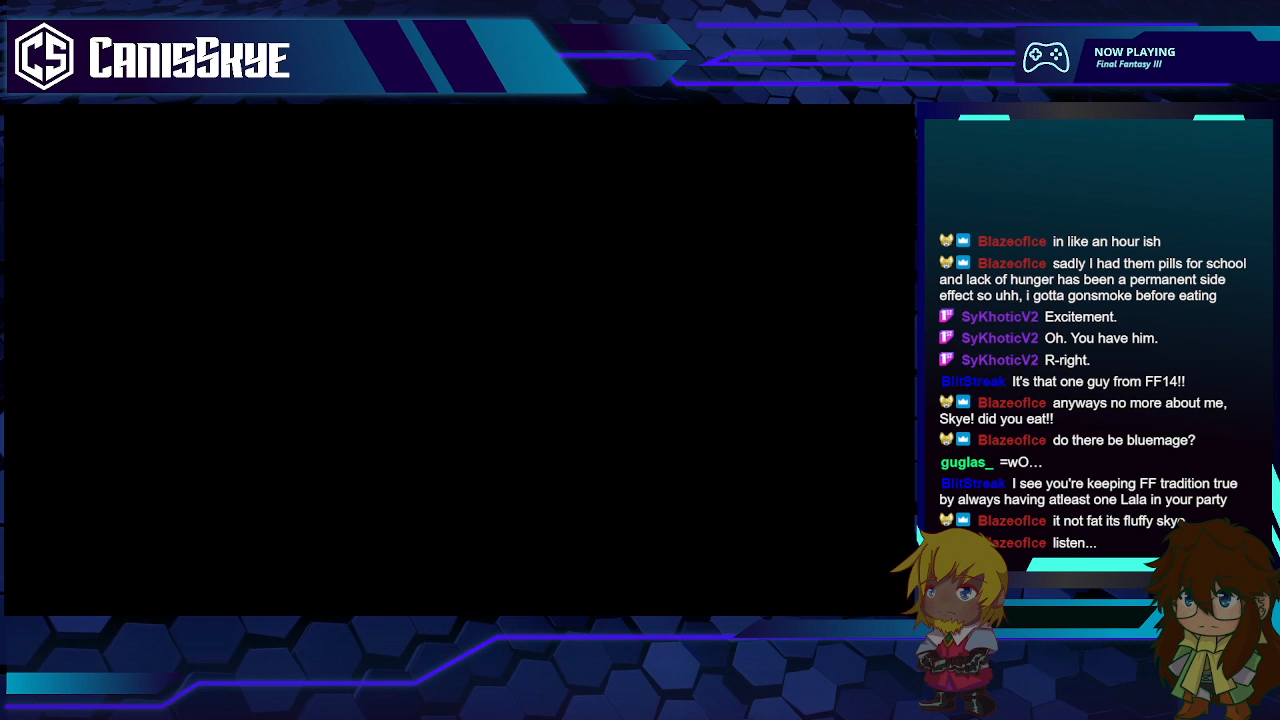 CS CanisSkye
NOW PLAYING
Final Fantasy III
BlazeofIce in like an hour ish
BlazeofIce sadly I had them pills for school
and lack of hunger has been a permanent side
effect so uhh, i gotta gonsmoke before eating
SyKhoticV2 Excitement.
SyKhoticV2 Oh. You have him.
SyKhoticV2 R-right.
BlitStreak It's that one guy from FF14!!
BlazeofIce anyways no more about me,
Skye! did you eat!!
BlazeofIce do there be bluemage?
guglas_ =wO...
BlitStreak I see you're keeping FF tradition true
by always having atleast one Lala in your party
BlazeofIce it not fat its fluffy
listen...